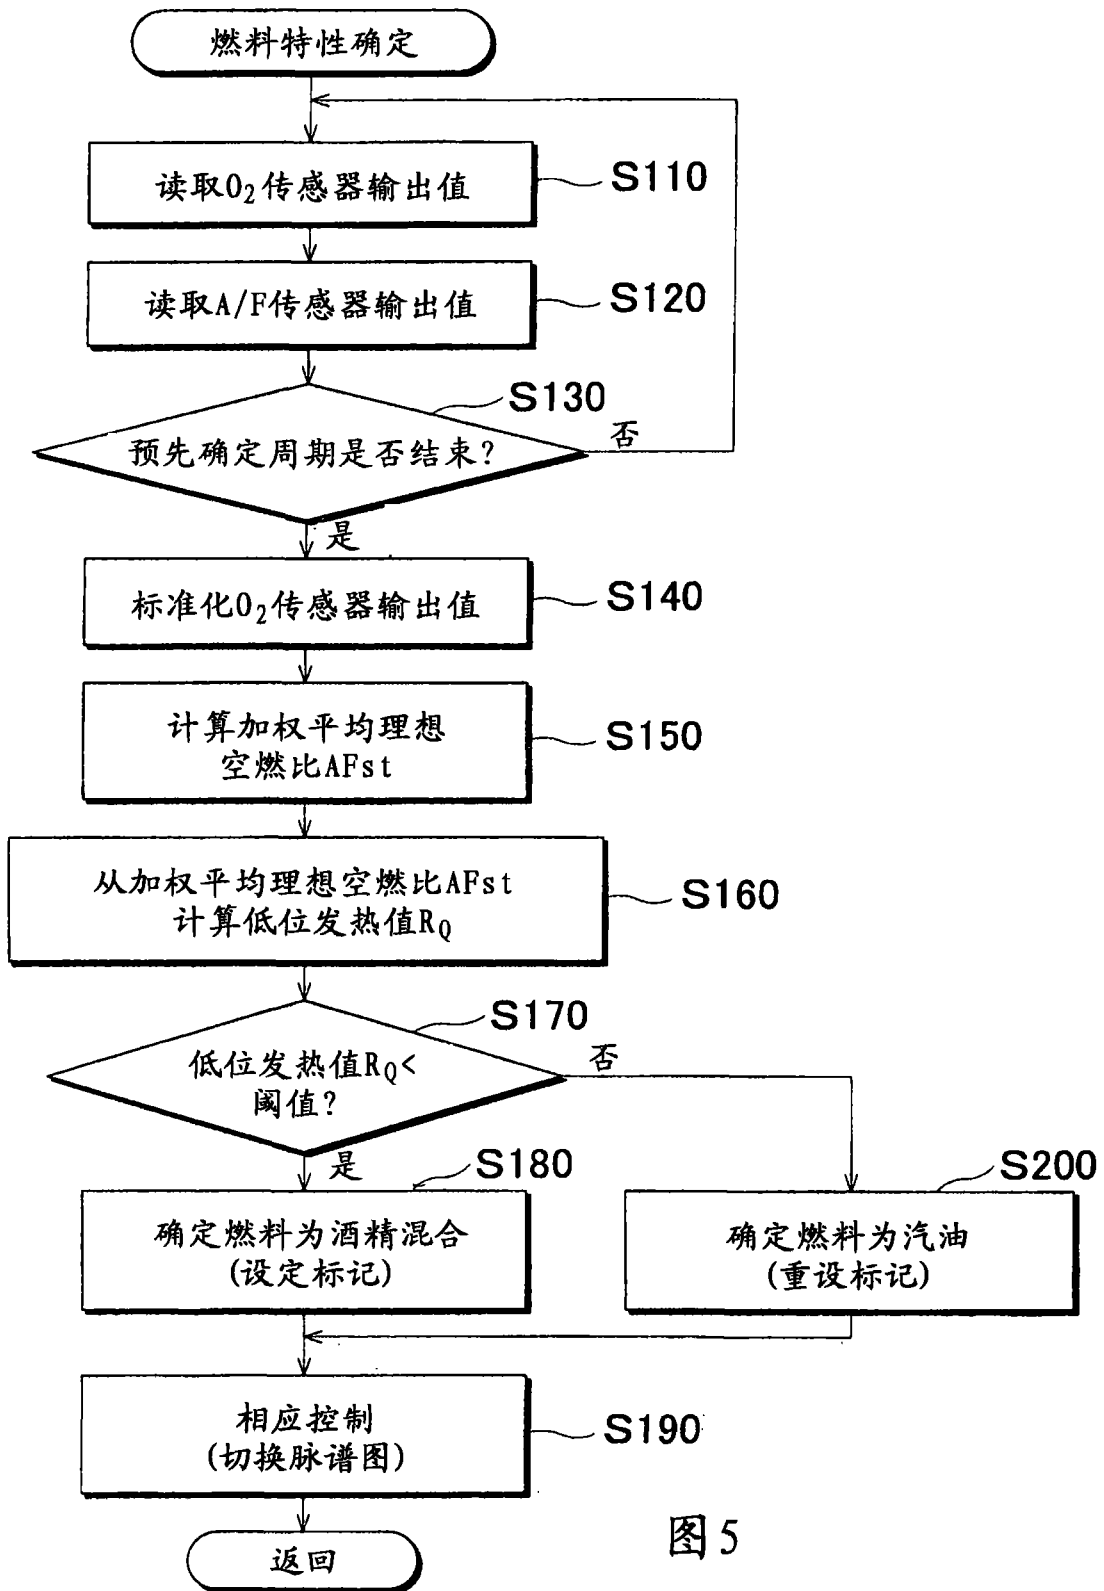 燃料特性确定
读取O₂传感器输出值
S110
读取A/F传感器输出值
S120
S130
预先确定周期是否结束?
否
是
标准化O₂传感器输出值
S140
计算加权平均理想
空燃比AFst
S150
从加权平均理想空燃比AFst
计算低位发热值R_Q
S160
S170
低位发热值R_Q<
阈值?
否
是
S180
确定燃料为酒精混合
(设定标记)
S200
确定燃料为汽油
(重设标记)
相应控制
(切换脉谱图)
S190
返回
图5